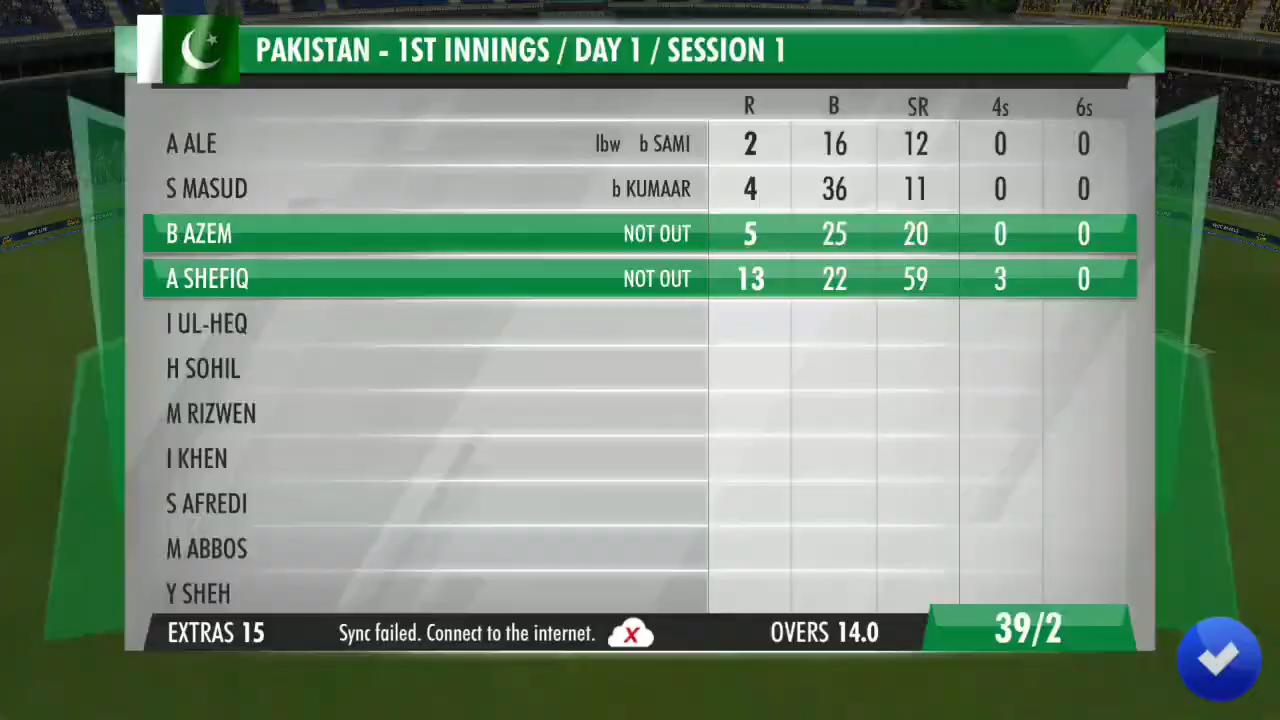 PAKISTAN - 1ST INNINGS / DAY 1 / SESSION 1
R B SR 4s 6s
A ALE lbw b SAMI 2 16 12 0 0
S MASUD b KUMAAR 4 36 11 0 0
B AZEM NOT OUT 5 25 20 0 0
A SHEFIQ NOT OUT 13 22 59 3 0
I UL-HEQ
H SOHIL
M RIZWEN
I KHEN
S AFREDI
M ABBOS
Y SHEH
EXTRAS 15 Sync failed. Connect to the internet. OVERS 14.0 39/2